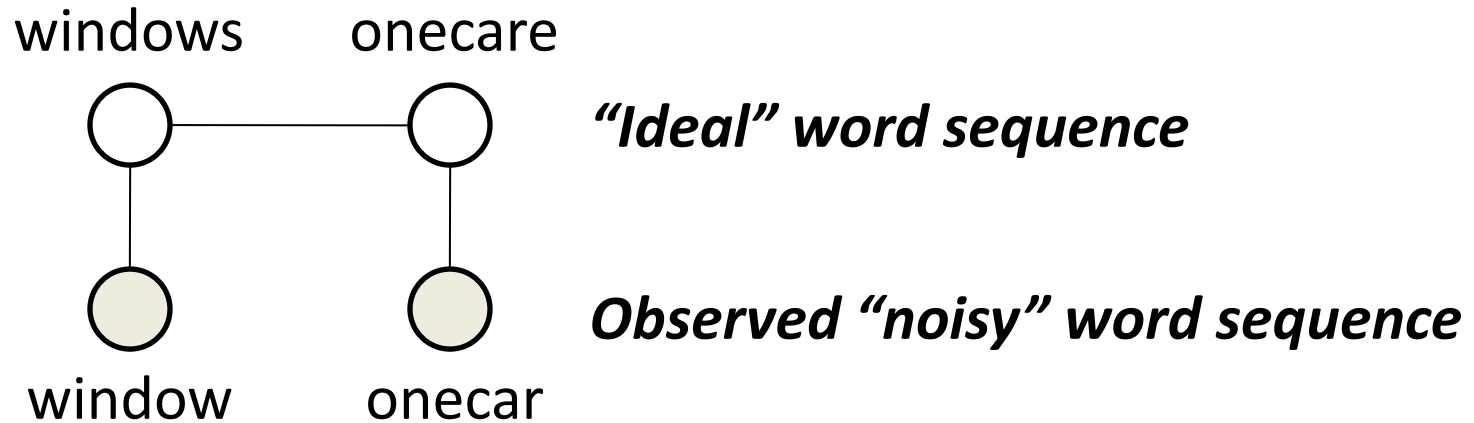 windows onecare
“Ideal” word sequence
Observed “noisy” word sequence
window onecar